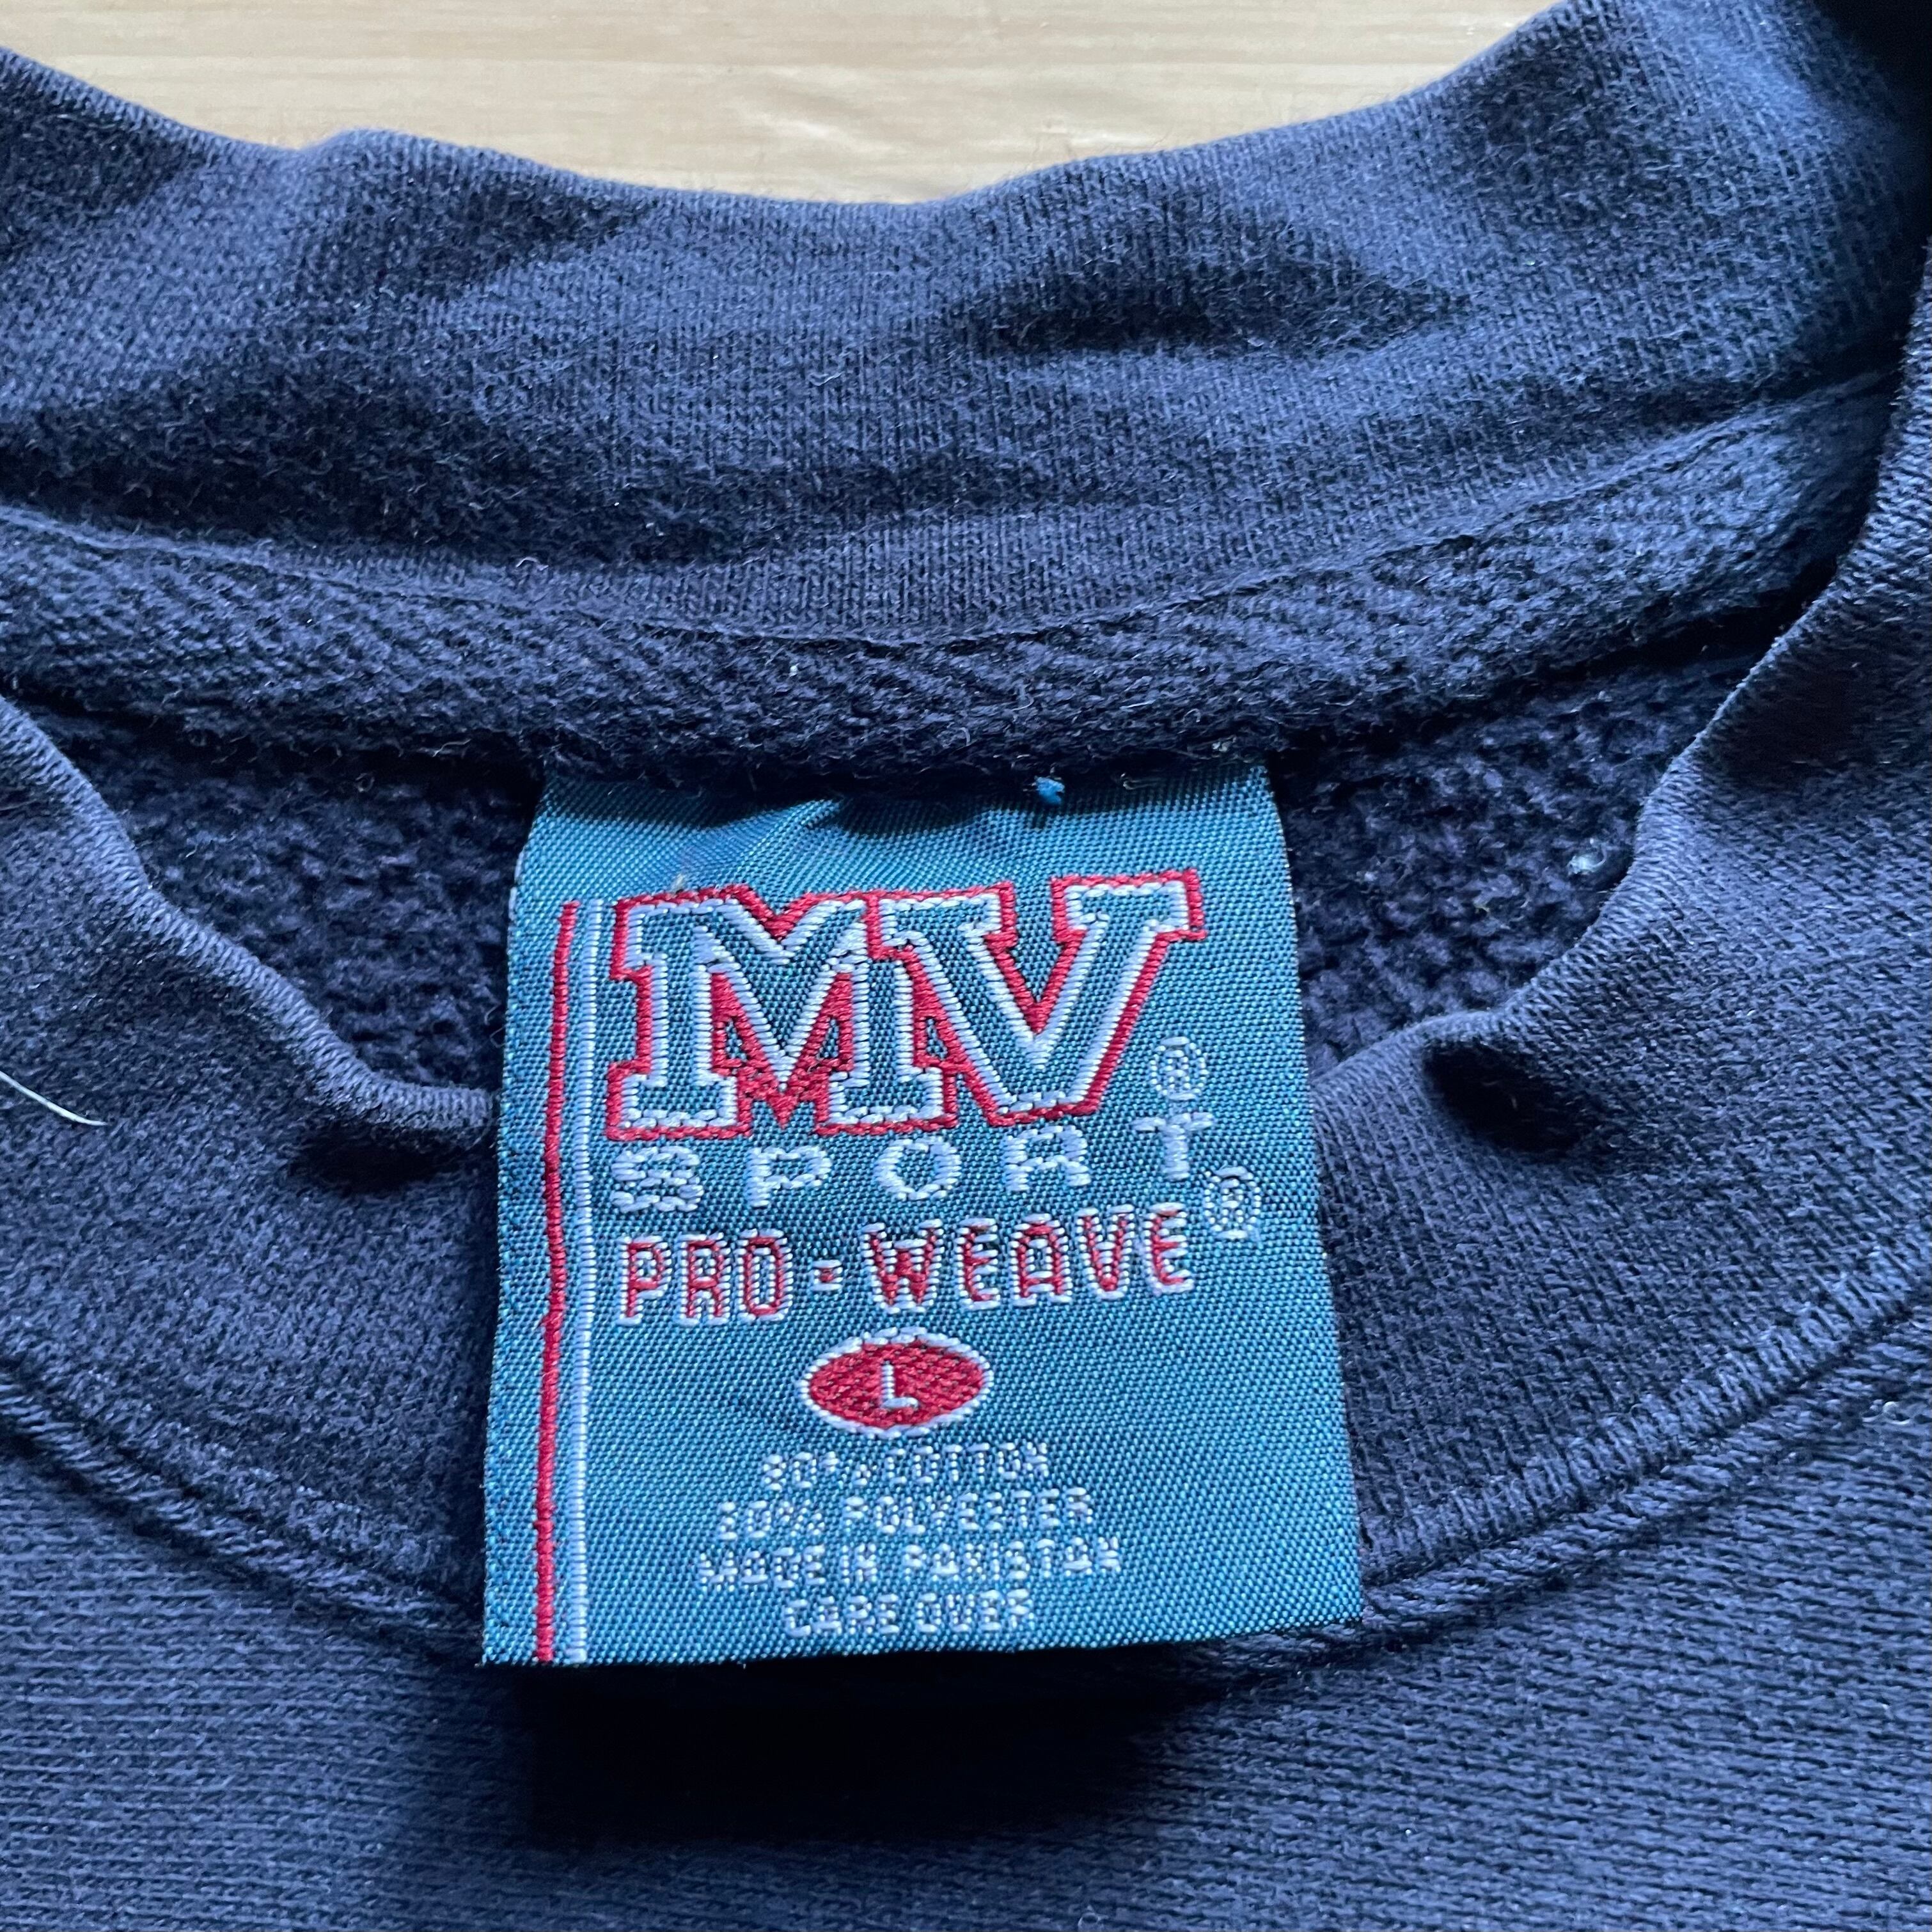 MV®
SPORT
PRO-WEAVE®
L
80% COTTON
20% POLYESTER
MADE IN PAKISTAN
CARE OVER